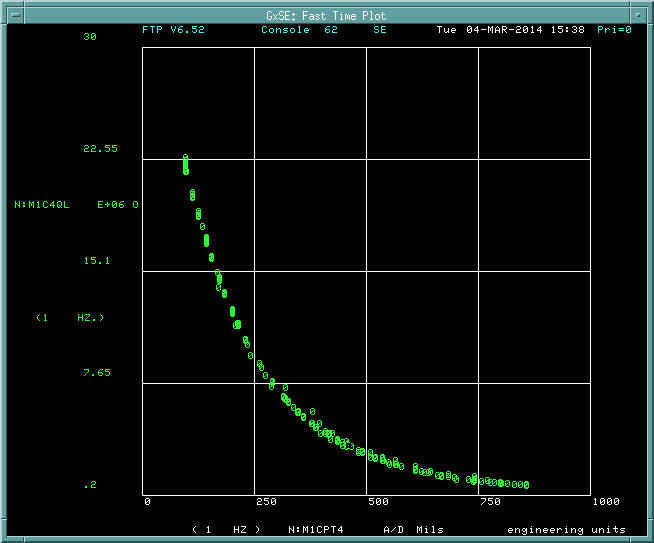 GxSE: Fast Time Plot
FTP V6.52 Console 62 SE Tue 04-MAR-2014 15:38 Pri=0
30
22.55
N:M1C4QL E+06 O
15.1
(1 HZ.)
7.65
.2
0 250 500 750 1000
( 1 HZ ) N:M1CPT4 A/D Mils engineering units